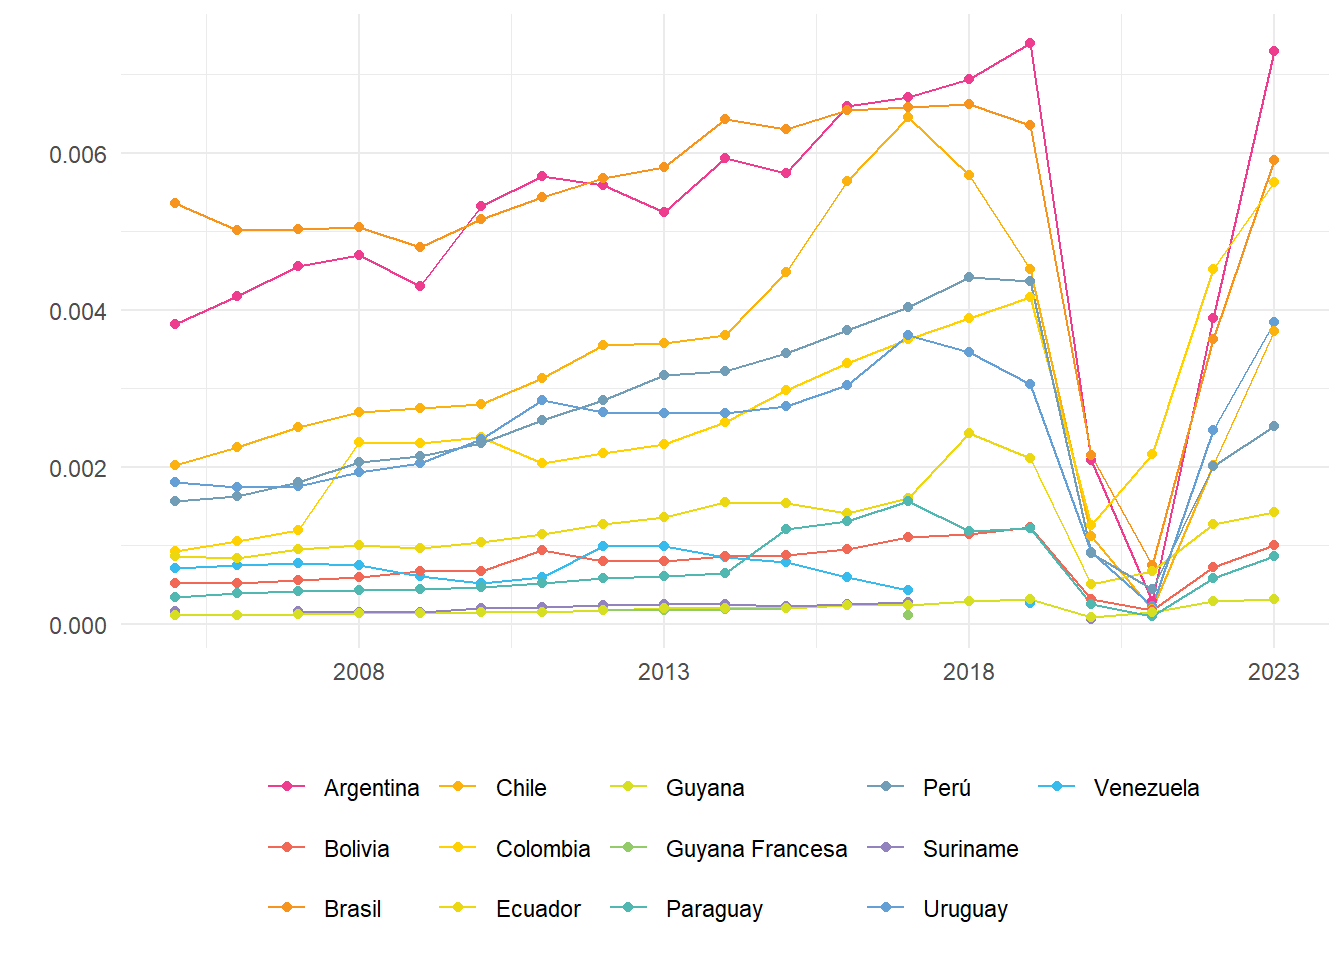 0.006
0.004
0.002
0.000
2008 2013 2018 2023
Argentina Chile Guyana Perú Venezuela
Bolivia Colombia Guyana Francesa Suriname
Brasil Ecuador Paraguay Uruguay